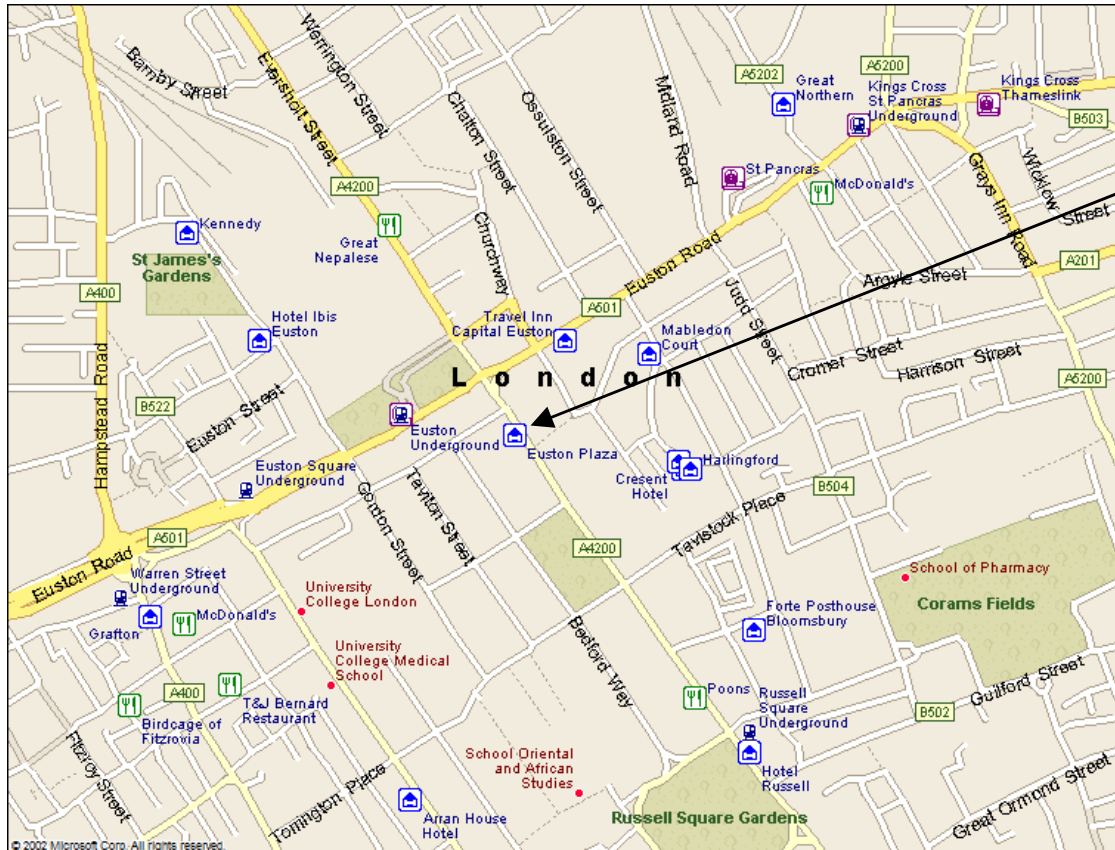 Werrington Street
Barnby Street
Eversholt Street
Chalton Street
Ossulston Street
Midland Road
A5202
A5200
Great
Northern
Kings Cross
St Pancras
Underground
Kings Cross
Thameslink
B503
Wicklow Street
A4200
St Pancras
McDonald's
Grays Inn Road
Kennedy
Great
Nepalese
Churchway
St James's
Gardens
Euston Road
Argyle Street
A201
A400
Hotel Ibis
Euston
Travel Inn
Capital Euston
A501
Mabledon
Court
Judd Street
Cromer Street
Harrison Street
London
A5200
Hampstead Road
B522
Euston Street
Euston
Underground
Euston Plaza
Cresent
Hotel
Harlingford
Euston Square
Underground
Taviton Street
Gordon Street
B504
Tavistock Place
A501
Euston Road
A4200
Warren Street
Underground
University
College London
School of Pharmacy
Corams Fields
McDonald's
Grafton
Forte Posthouse
Bloomsbury
University
College Medical
School
Bedford Way
Guilford Street
A400
T&J Bernard
Restaurant
Poons
Russell
Square
Underground
B502
Birdcage of
Fitzrovia
Fitzroy Street
School Oriental
and African
Studies
Hotel
Russell
Torrington Place
Arran House
Hotel
Russell Square Gardens
Great Ormond Street
© 2002 Microsoft Corp. All rights reserved.